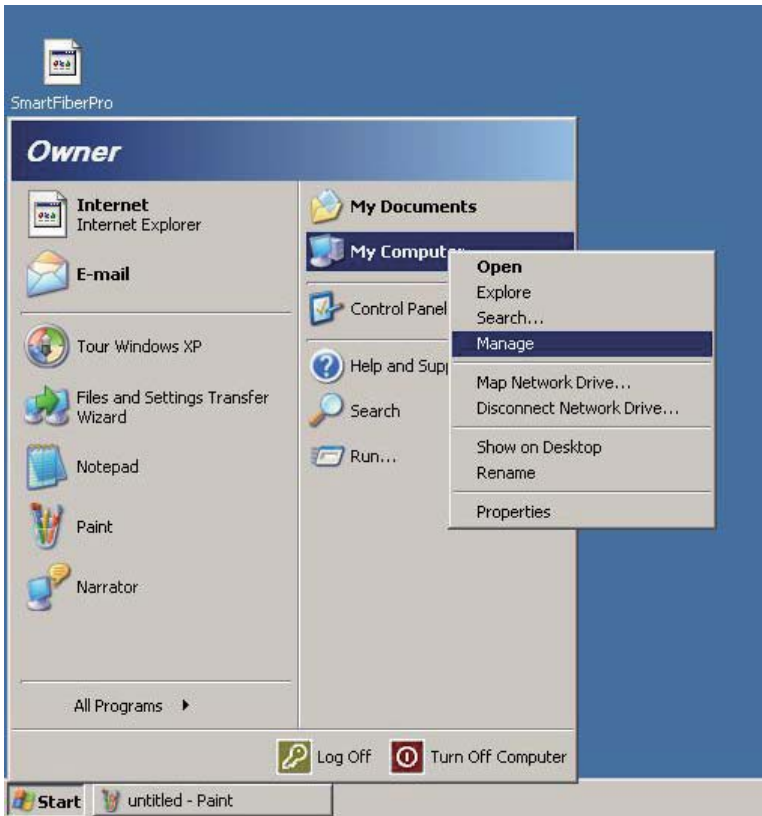 SmartFiberPro
Owner
Internet
Internet Explorer
E-mail
Tour Windows XP
Files and Settings Transfer
Wizard
Notepad
Paint
Narrator
All Programs
My Documents
My Computer
Control Panel
Help and Supp
Search
Run...
Open
Explore
Search...
Manage
Map Network Drive...
Disconnect Network Drive...
Show on Desktop
Rename
Properties
Log Off
Turn Off Computer
Start
untitled - Paint